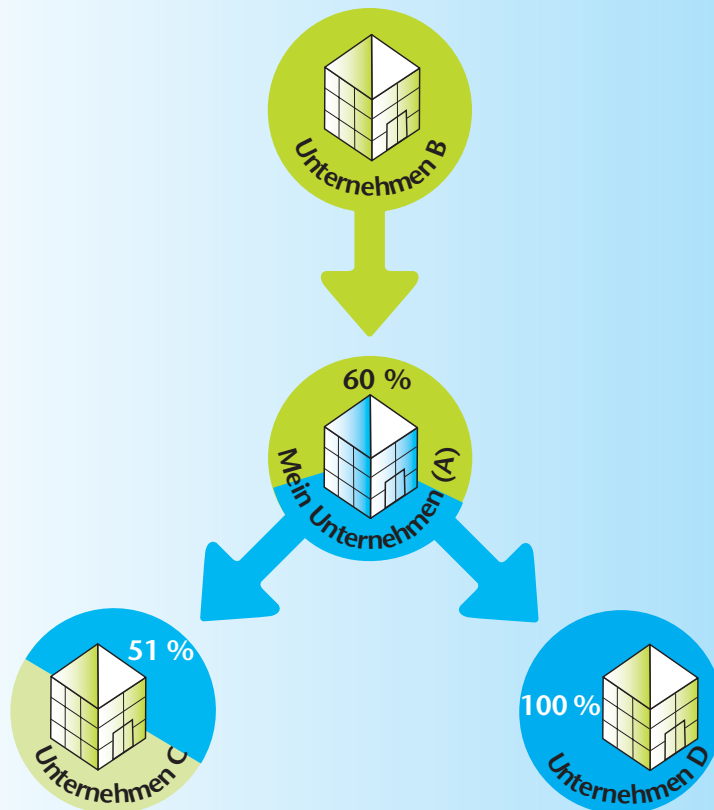 Unternehmen B
60 %
Mein Unternehmen (A)
51 %
Unternehmen C
100 %
Unternehmen D